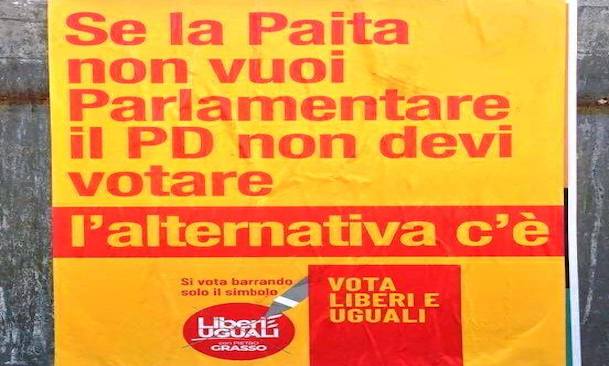 Se la Paita
non vuoi
Parlamentare
il PD non devi
votare
l'alternativa c'è
Si vota barrando
solo il simbolo
Liberi e
UGUALI
con PIETRO
GRASSO
VOTA
LIBERI E
UGUALI